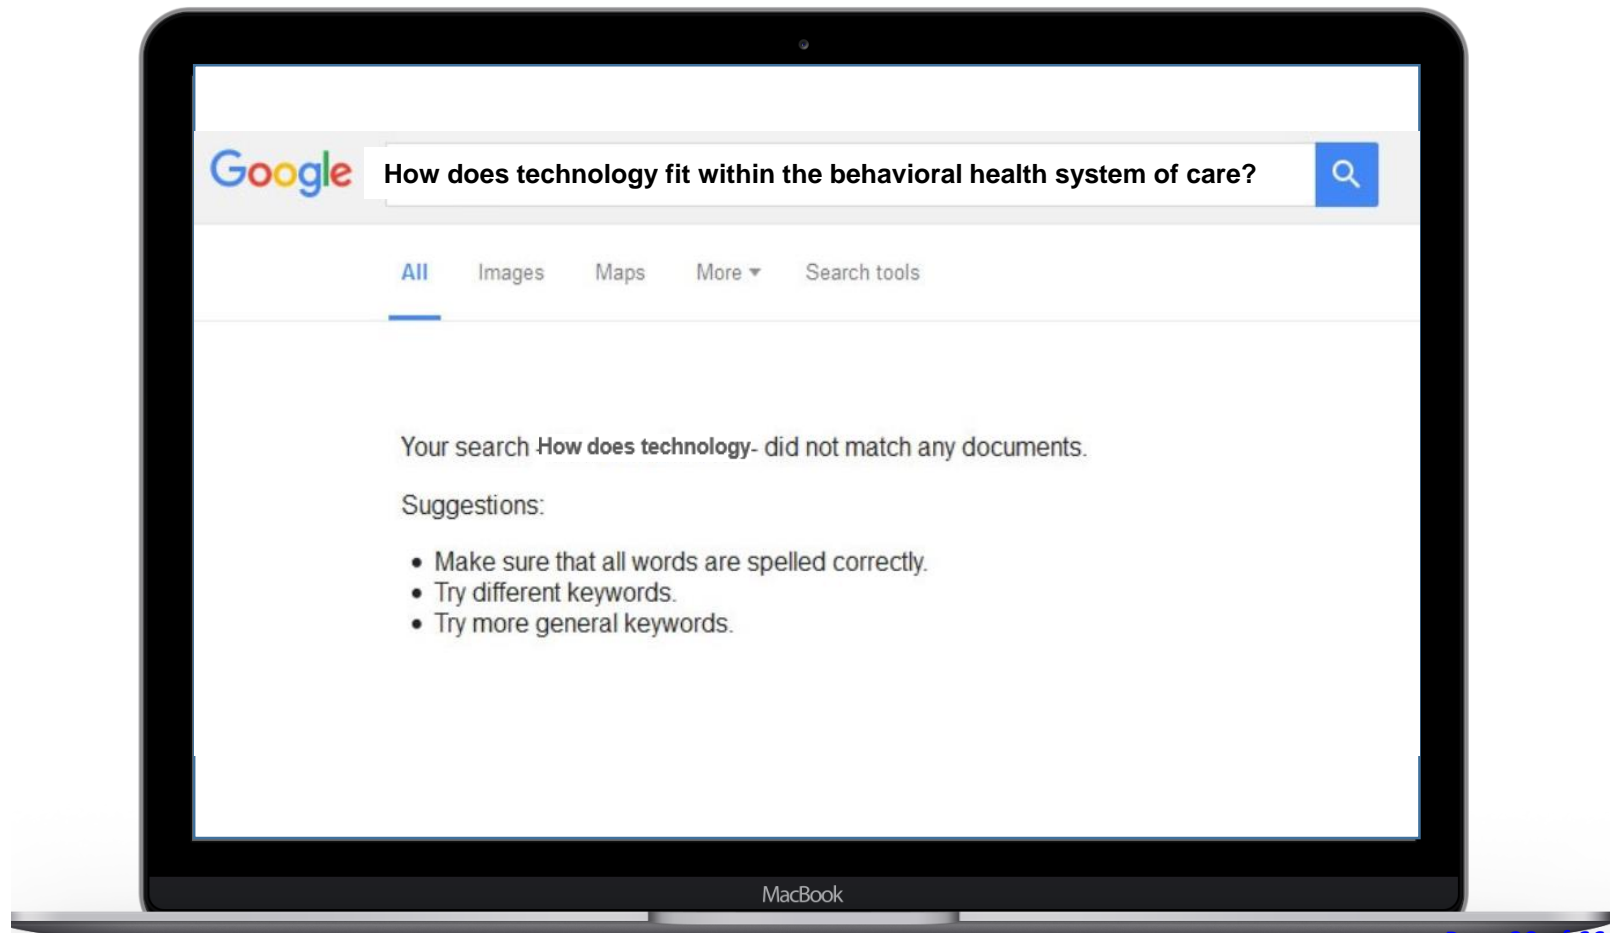 Google How does technology fit within the behavioral health system of care?
All Images Maps More Search tools
Your search -How does technology- did not match any documents.
Suggestions:
• Make sure that all words are spelled correctly.
• Try different keywords.
• Try more general keywords.
MacBook